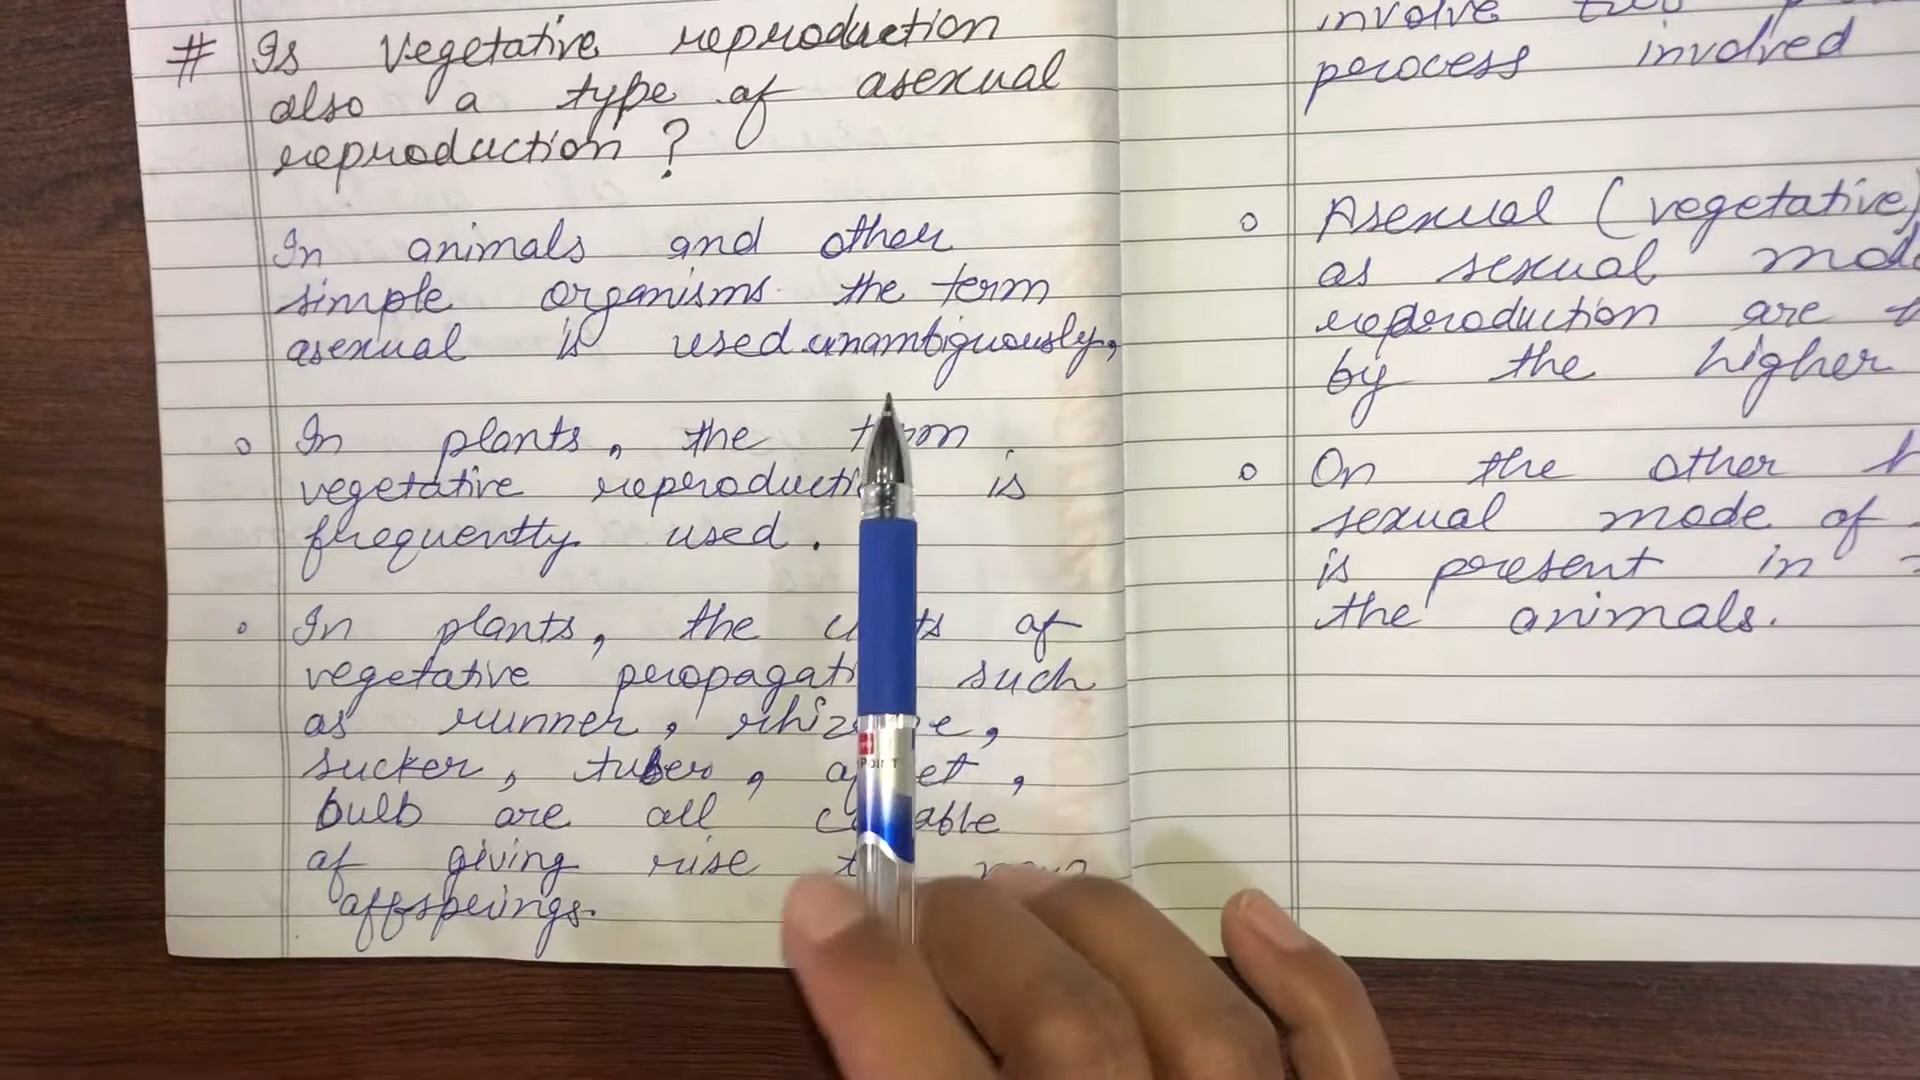 # Is Vegetative reproduction
also a type of asexual
reproduction ?
In animals and other
simple organisms the term
asexual is used unambiguously,
o In plants, the is
vegetative is
frequently used.
o In plants, the of
vegetative such
as runner,
sucker, tuber,
bulb are all
of giving rise
offsprings.
involve
process involved
o Asexual (vegetative)
as sexual
reproduction are
by the higher
o On the other
sexual mode of
is present in
the animals.
POINT